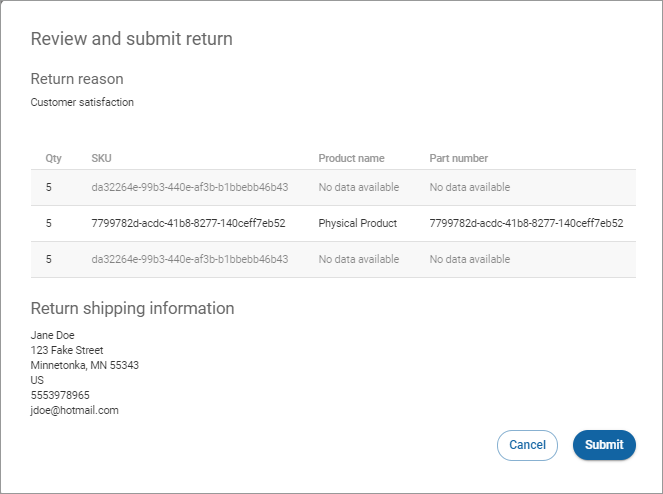 Review and submit return
Return reason
Customer satisfaction
Qty SKU Product name Part number
5 da32264e-99b3-440e-af3b-b1bbebb46b43 No data available No data available
5 7799782d-acdc-41b8-8277-140ceff7eb52 Physical Product 7799782d-acdc-41b8-8277-140ceff7eb52
5 da32264e-99b3-440e-af3b-b1bbebb46b43 No data available No data available
Return shipping information
Jane Doe
123 Fake Street
Minnetonka, MN 55343
US
5553978965
jdoe@hotmail.com
Cancel Submit